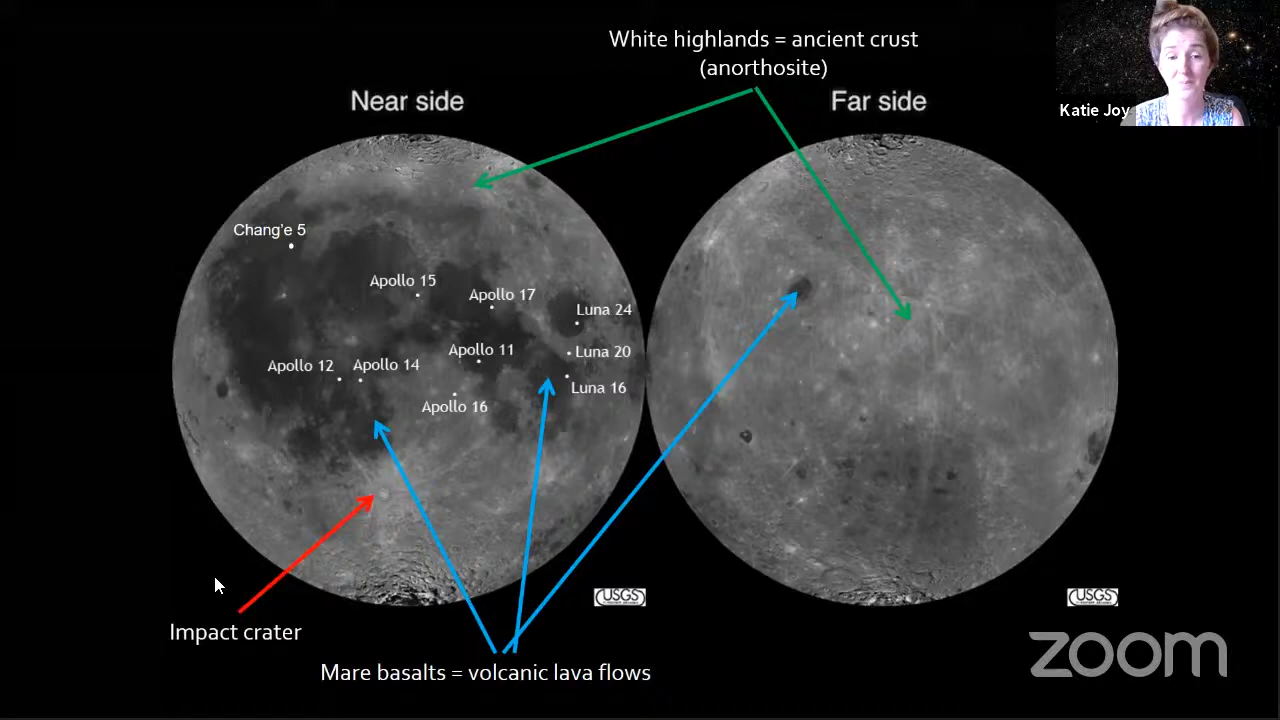 White highlands = ancient crust
(anorthosite)
Near side
Far side
Katie Joy
Chang’e 5
Apollo 15
Apollo 17
Luna 24
Apollo 11
Luna 20
Apollo 12
Apollo 14
Luna 16
Apollo 16
USGS
USGS
Impact crater
zoom
Mare basalts = volcanic lava flows